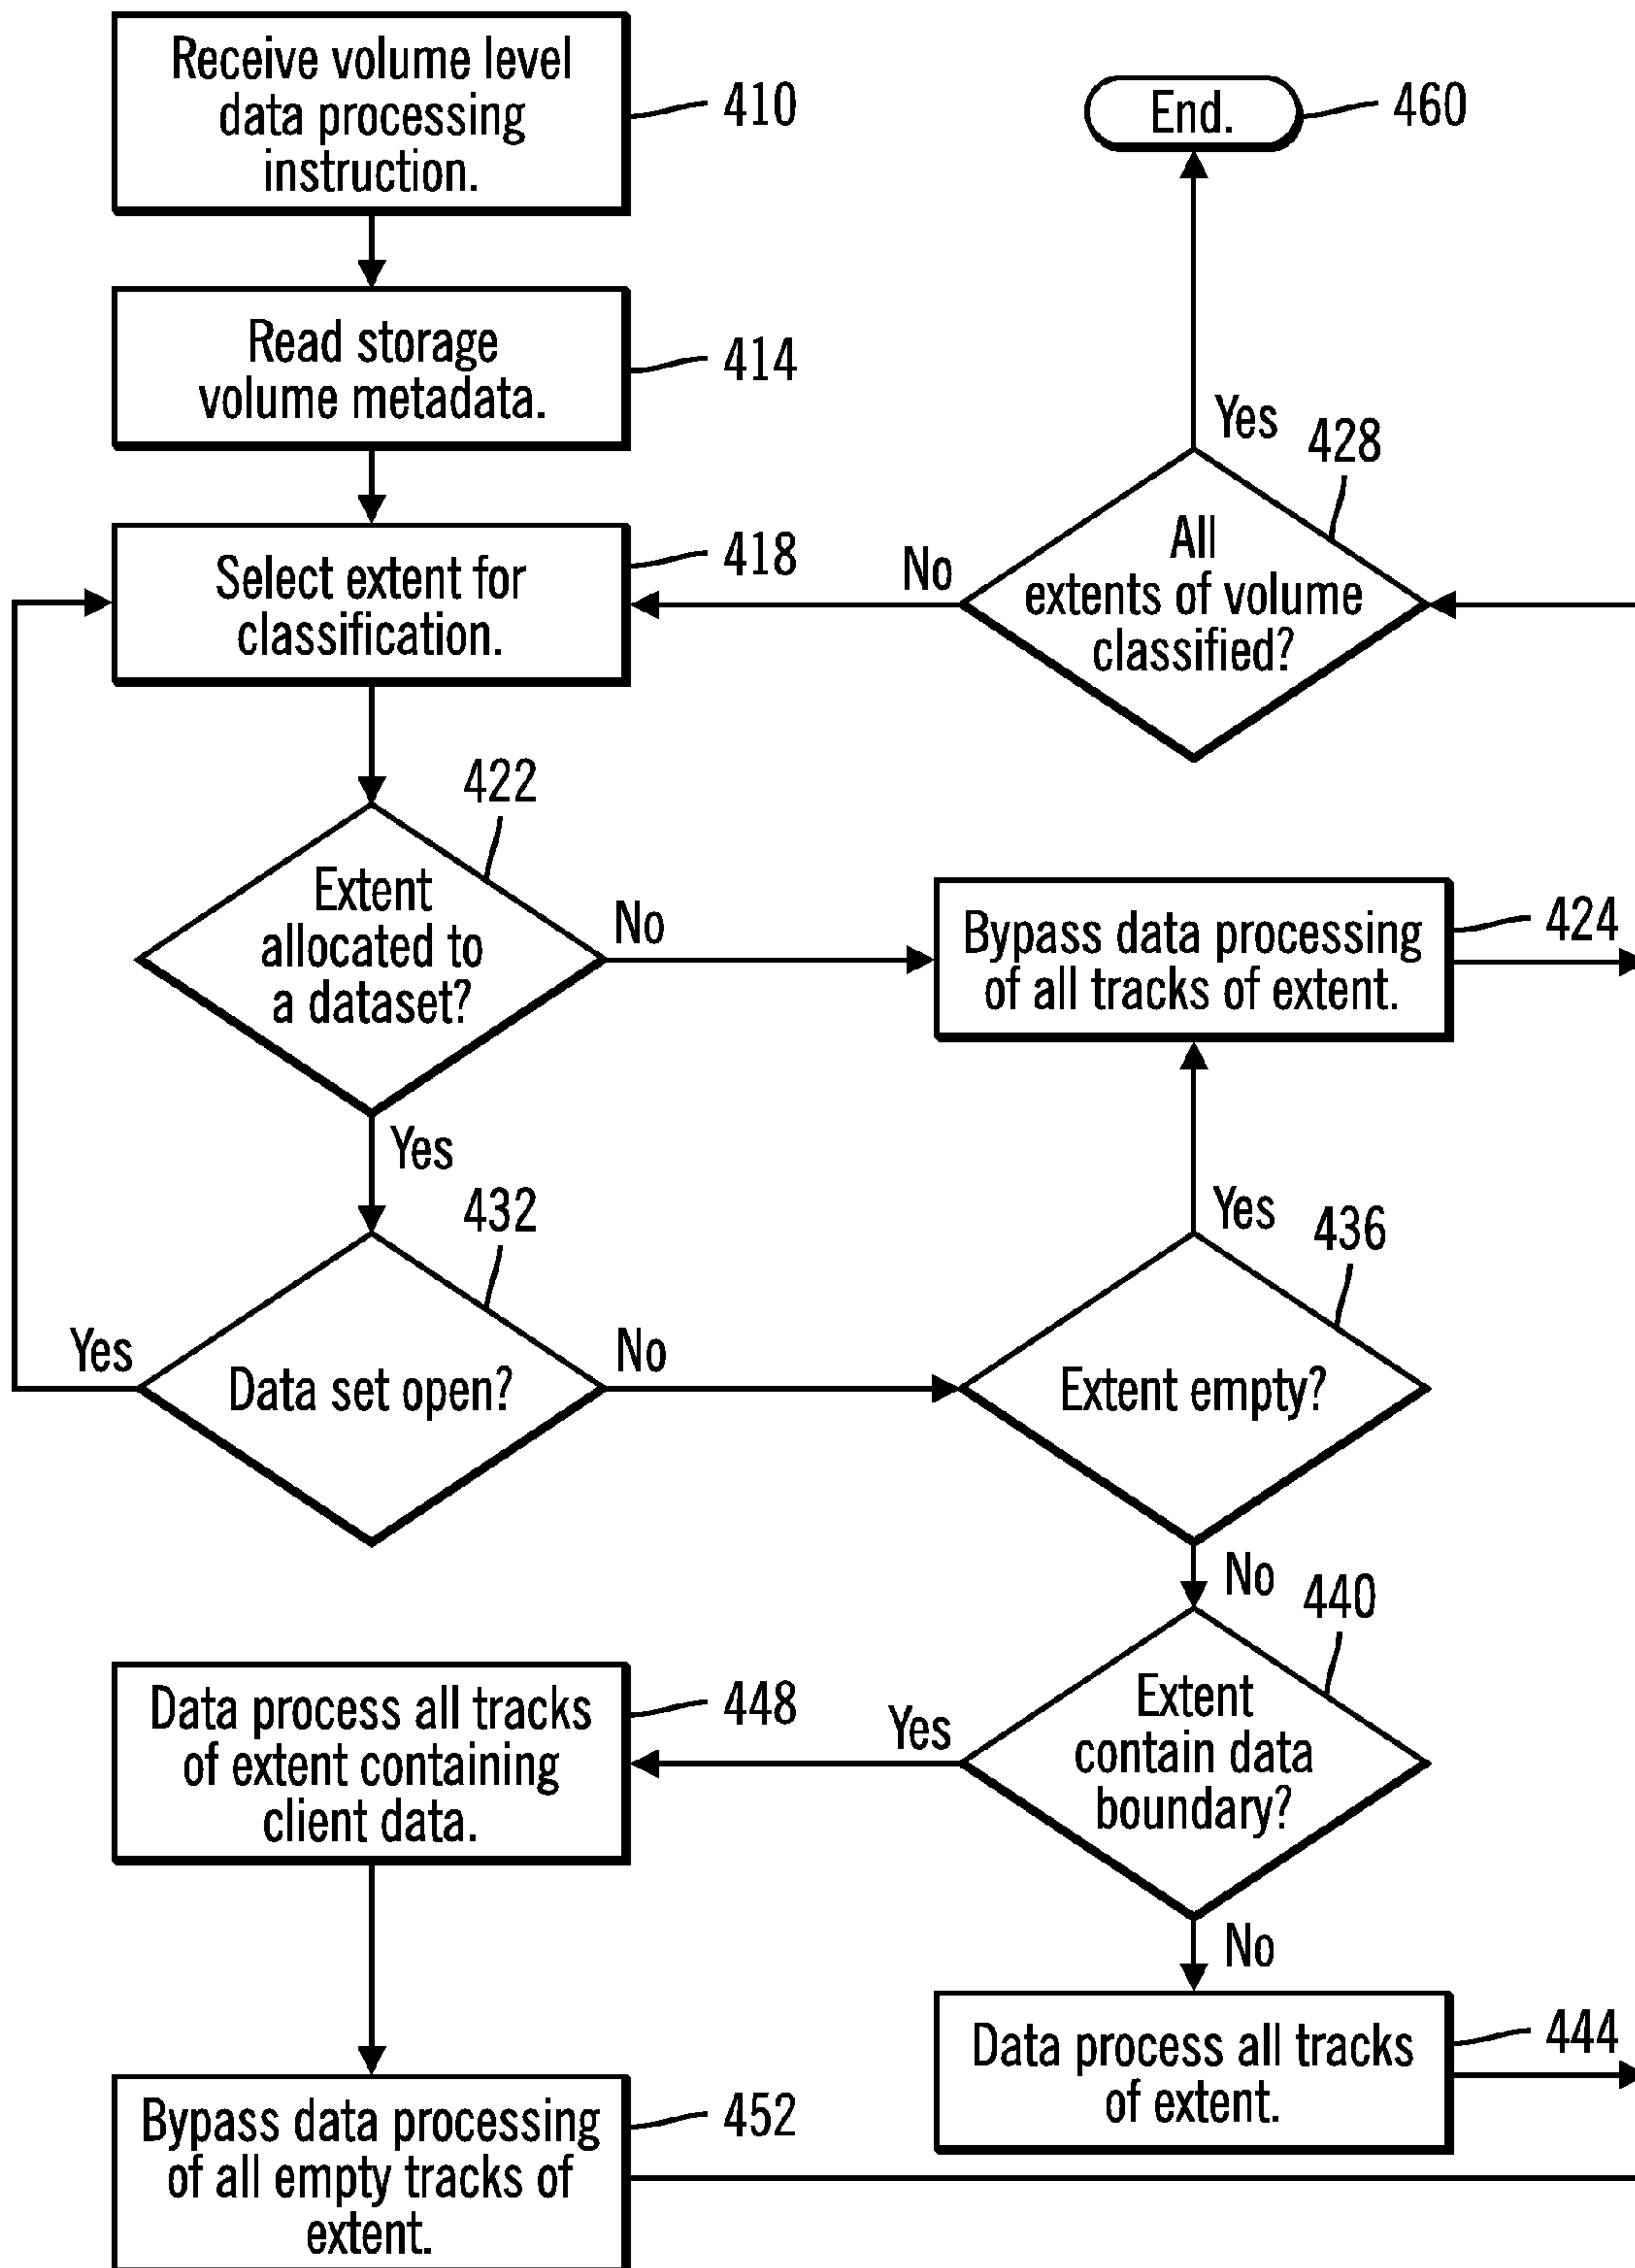 Receive volume level
data processing
instruction.
410
End.
460
Read storage
volume metadata.
414
Yes
428
Select extent for
classification.
418
No
All
extents of volume
classified?
422
Extent
allocated to
a dataset?
No
Bypass data processing
of all tracks of extent.
424
Yes
432
Yes
436
Yes
Data set open?
No
Extent empty?
No
440
Data process all tracks
of extent containing
client data.
448
Yes
Extent
contain data
boundary?
No
Data process all tracks
of extent.
444
Bypass data processing
of all empty tracks of
extent.
452